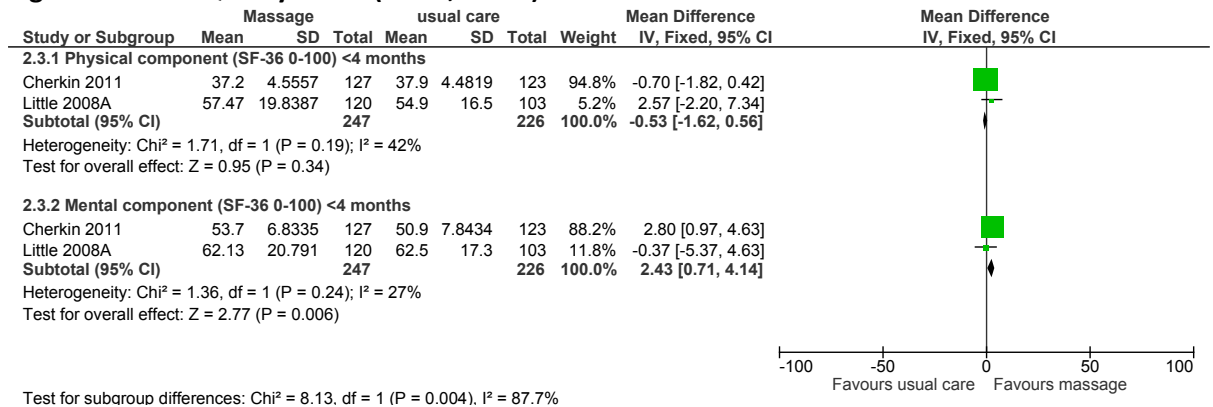 Massage usual care Mean Difference Mean Difference
Study or Subgroup Mean SD Total Mean SD Total Weight IV, Fixed, 95% CI IV, Fixed, 95% CI
2.3.1 Physical component (SF-36 0-100) <4 months
Cherkin 2011 37.2 4.5557 127 37.9 4.4819 123 94.8% -0.70 [-1.82, 0.42]
Little 2008A 57.47 19.8387 120 54.9 16.5 103 5.2% 2.57 [-2.20, 7.34]
Subtotal (95% CI) 247 226 100.0% -0.53 [-1.62, 0.56]
Heterogeneity: Chi² = 1.71, df = 1 (P = 0.19); I² = 42%
Test for overall effect: Z = 0.95 (P = 0.34)
2.3.2 Mental component (SF-36 0-100) <4 months
Cherkin 2011 53.7 6.8335 127 50.9 7.8434 123 88.2% 2.80 [0.97, 4.63]
Little 2008A 62.13 20.791 120 62.5 17.3 103 11.8% -0.37 [-5.37, 4.63]
Subtotal (95% CI) 247 226 100.0% 2.43 [0.71, 4.14]
Heterogeneity: Chi² = 1.36, df = 1 (P = 0.24); I² = 27%
Test for overall effect: Z = 2.77 (P = 0.006)
-100 -50 0 50 100
Favours usual care Favours massage
Test for subgroup differences: Chi² = 8.13, df = 1 (P = 0.004), I² = 87.7%